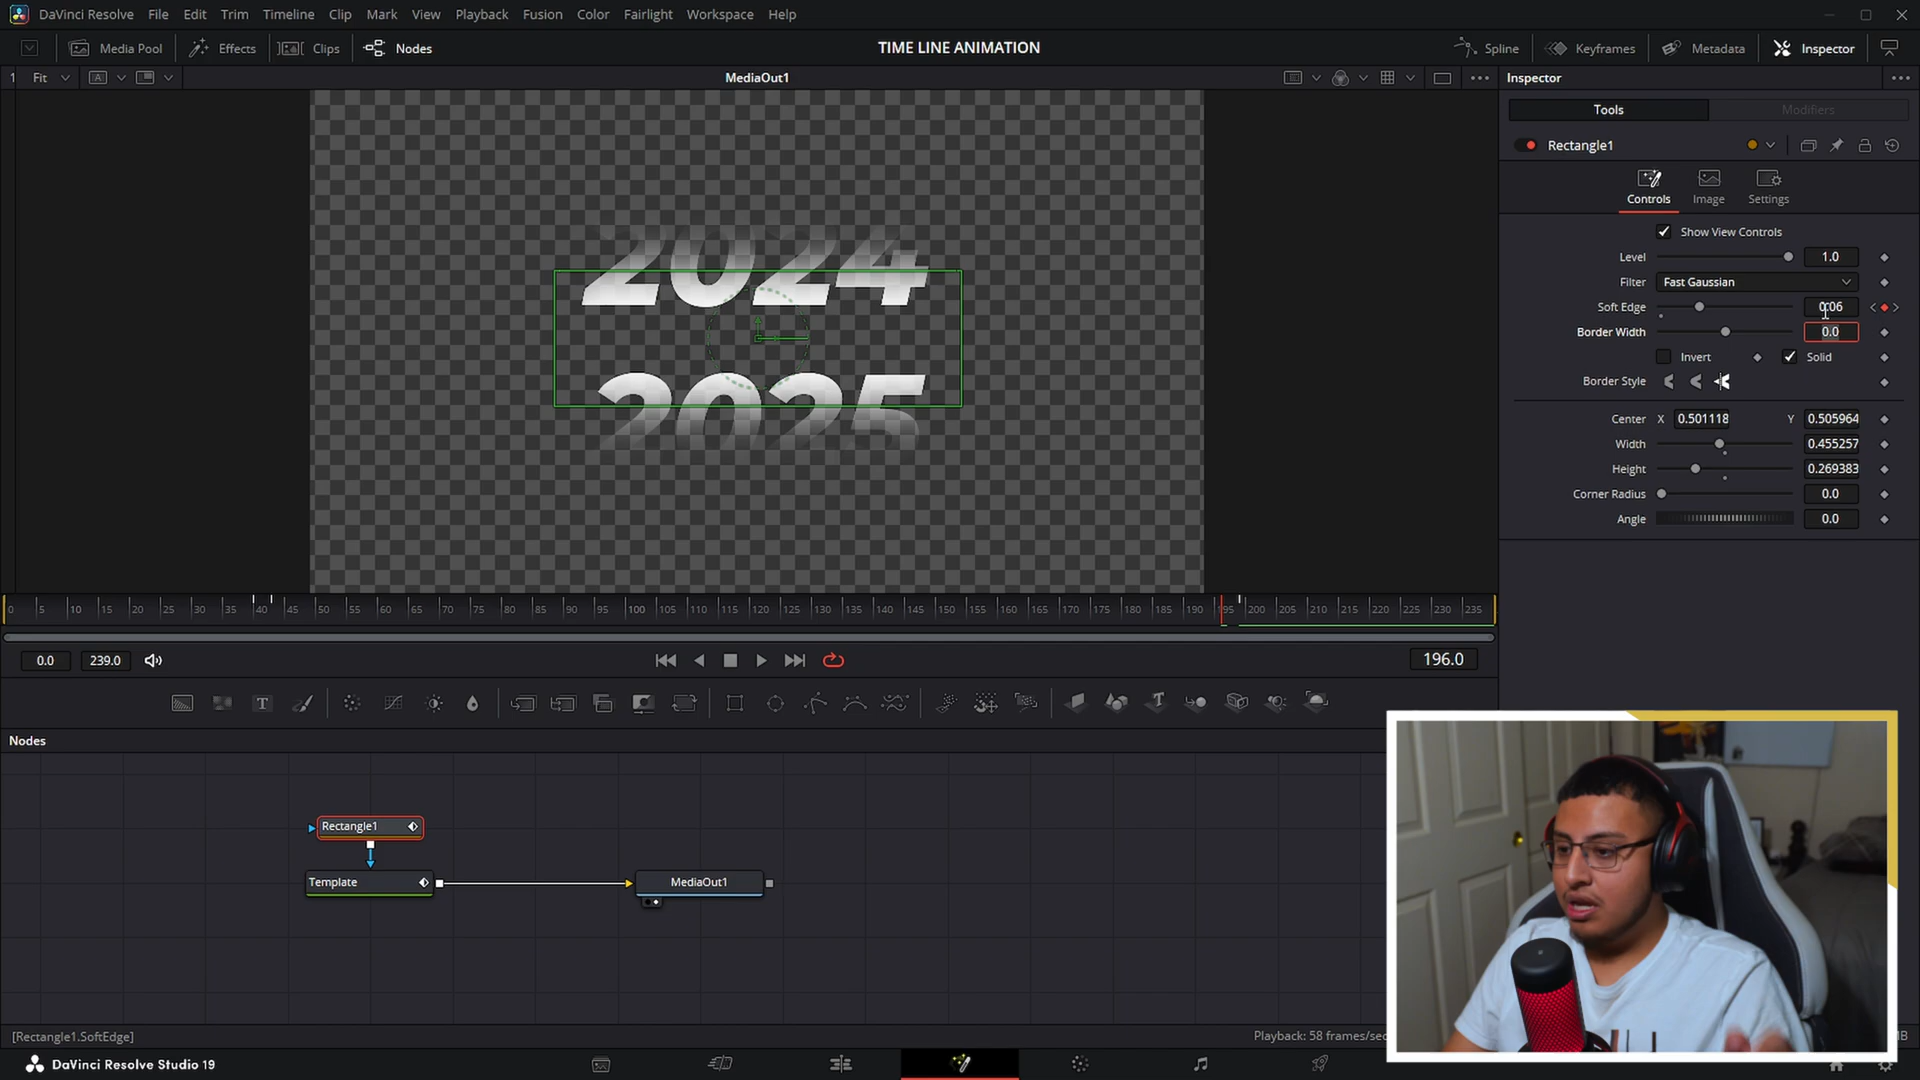 DaVinci Resolve File Edit Trim Timeline Clip Mark View Playback Fusion Color Fairlight Workspace Help
Media Pool Effects Clips Nodes TIME LINE ANIMATION Spline Keyframes Metadata Inspector
1 Fit A MediaOut1 Inspector
Tools Modifiers
Rectangle1
Controls Image Settings
Show View Controls
Level 1.0
Filter Fast Gaussian
Soft Edge 0.06
Border Width 0.0
Invert Solid
Border Style
Center X 0.501118 Y 0.505964
Width 0.455257
Height 0.269383
Corner Radius 0.0
Angle 0.0
2024
2025
0 5 10 15 20 25 30 35 40 45 50 55 60 65 70 75 80 85 90 95 100 105 110 115 120 125 130 135 140 145 150 155 160 165 170 175 180 185 190 195 200 205 210 215 220 225 230 235
0.0 239.0 196.0
Nodes
Rectangle1
Template MediaOut1
[Rectangle1.SoftEdge] Playback: 58 frames/sec
DaVinci Resolve Studio 19